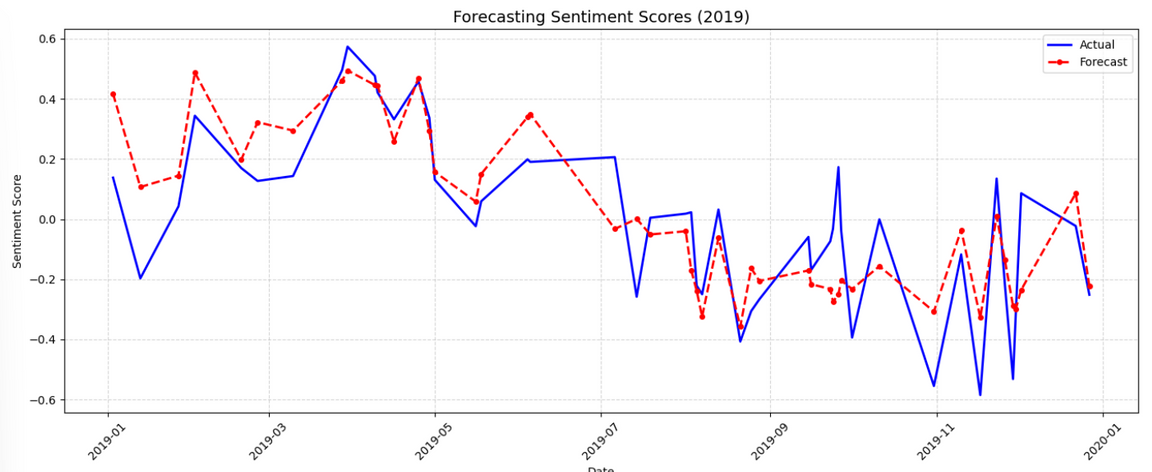 Forecasting Sentiment Scores (2019)
Actual
Forecast
Sentiment Score
0.6
0.4
0.2
0.0
−0.2
−0.4
−0.6
2019-01
2019-03
2019-05
2019-07
2019-09
2019-11
2020-01
Date